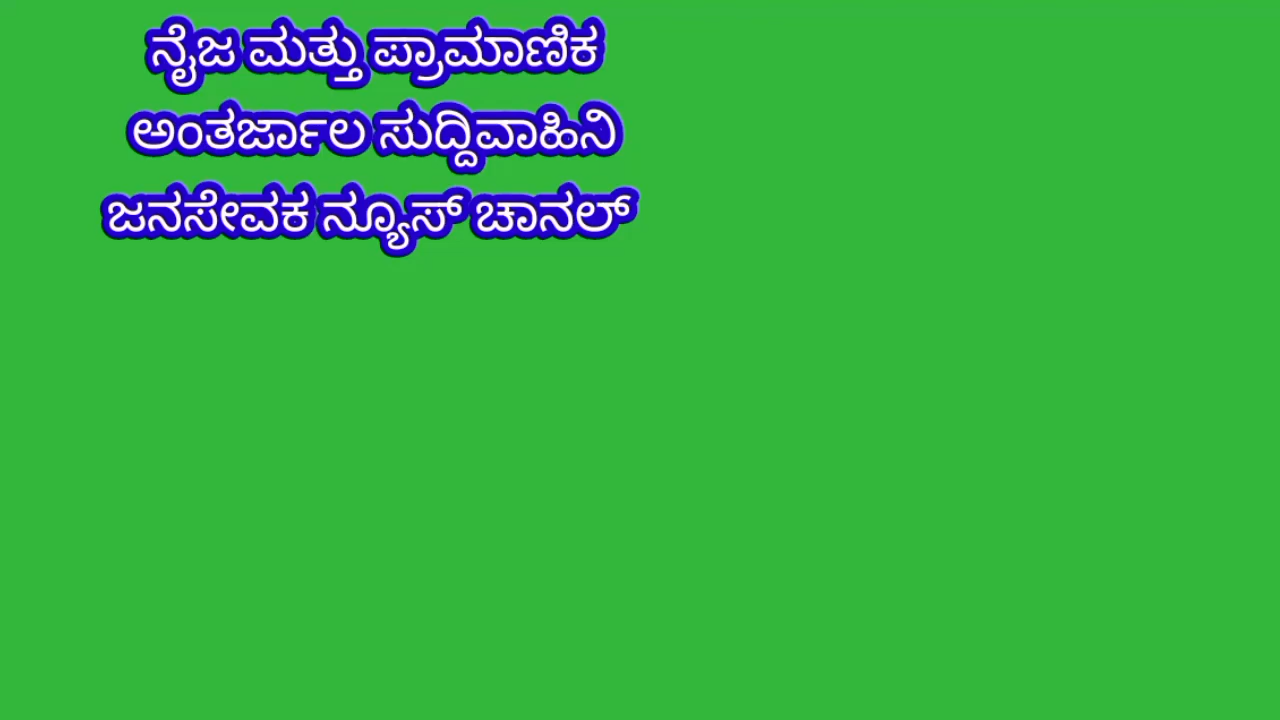 ನೈಜ ಮತ್ತು ಪ್ರಾಮಾಣಿಕ
ಅಂತರ್ಜಾಲ ಸುದ್ದಿವಾಹಿನಿ
ಜನಸೇವಕ ನ್ಯೂಸ್ ಚಾನಲ್